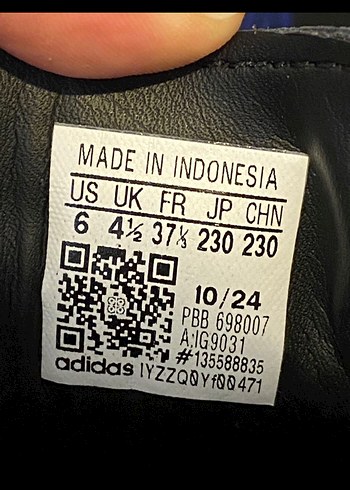 MADE IN INDONESIA
US UK FR JP CHN
6 4½ 37⅓ 230 230
10/24
PBB 698007
A:IG9031
#135588835
adidas IYZZQ0Yf00471